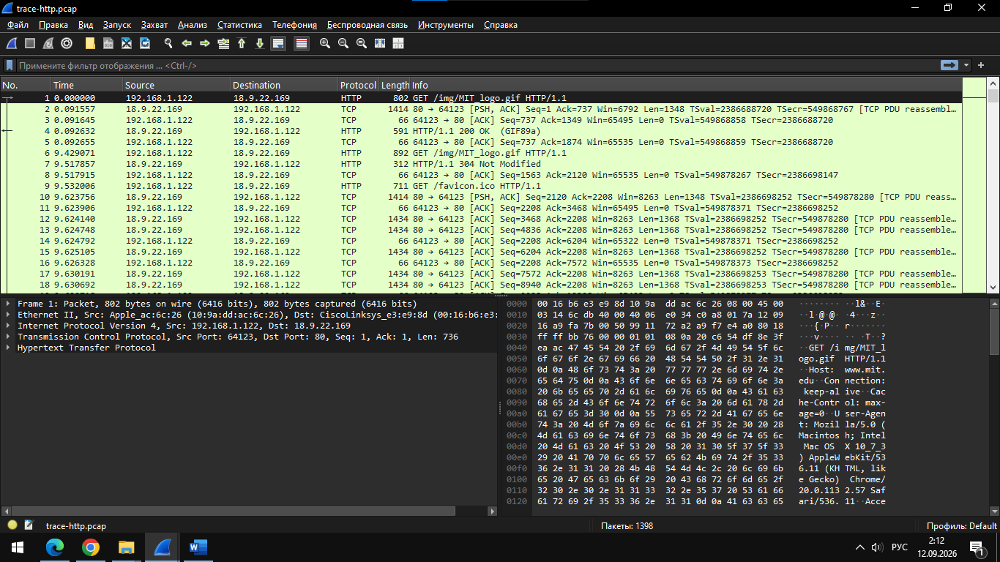 trace-http.pcap
Файл Правка Вид Запуск Захват Анализ Статистика Телефония Беспроводная связь Инструменты Справка
Примените фильтр отображения ... <Ctrl-/>
No. Time Source Destination Protocol Length Info
1 0.000000 192.168.1.122 18.9.22.169 HTTP 802 GET /img/MIT_logo.gif HTTP/1.1
2 0.091557 18.9.22.169 192.168.1.122 TCP 1414 80 → 64123 [PSH, ACK] Seq=1 Ack=737 Win=6792 Len=1348 TSval=2386688720 TSecr=549868767 [TCP PDU reassembl…
3 0.091645 192.168.1.122 18.9.22.169 TCP 66 64123 → 80 [ACK] Seq=737 Ack=1349 Win=65495 Len=0 TSval=549868858 TSecr=2386688720
4 0.092632 18.9.22.169 192.168.1.122 HTTP 591 HTTP/1.1 200 OK (GIF89a)
5 0.092655 192.168.1.122 18.9.22.169 TCP 66 64123 → 80 [ACK] Seq=737 Ack=1874 Win=65535 Len=0 TSval=549868859 TSecr=2386688720
6 9.429071 192.168.1.122 18.9.22.169 HTTP 892 GET /img/MIT_logo.gif HTTP/1.1
7 9.517857 18.9.22.169 192.168.1.122 HTTP 312 HTTP/1.1 304 Not Modified
8 9.517915 192.168.1.122 18.9.22.169 TCP 66 64123 → 80 [ACK] Seq=1563 Ack=2120 Win=65535 Len=0 TSval=549878267 TSecr=2386698147
9 9.532006 192.168.1.122 18.9.22.169 HTTP 711 GET /favicon.ico HTTP/1.1
10 9.623756 18.9.22.169 192.168.1.122 TCP 1414 80 → 64123 [PSH, ACK] Seq=2120 Ack=2208 Win=8263 Len=1348 TSval=2386698252 TSecr=549878280 [TCP PDU reass…
11 9.623906 192.168.1.122 18.9.22.169 TCP 66 64123 → 80 [ACK] Seq=2208 Ack=3468 Win=65495 Len=0 TSval=549878371 TSecr=2386698252
12 9.624140 18.9.22.169 192.168.1.122 TCP 1434 80 → 64123 [ACK] Seq=3468 Ack=2208 Win=8263 Len=1368 TSval=2386698252 TSecr=549878280 [TCP PDU reassemble…
13 9.624748 18.9.22.169 192.168.1.122 TCP 1434 80 → 64123 [ACK] Seq=4836 Ack=2208 Win=8263 Len=1368 TSval=2386698252 TSecr=549878280 [TCP PDU reassemble…
14 9.624792 192.168.1.122 18.9.22.169 TCP 66 64123 → 80 [ACK] Seq=2208 Ack=6204 Win=65322 Len=0 TSval=549878371 TSecr=2386698252
15 9.625105 18.9.22.169 192.168.1.122 TCP 1434 80 → 64123 [ACK] Seq=6204 Ack=2208 Win=8263 Len=1368 TSval=2386698252 TSecr=549878280 [TCP PDU reassemble…
16 9.626328 192.168.1.122 18.9.22.169 TCP 66 64123 → 80 [ACK] Seq=2208 Ack=7572 Win=65535 Len=0 TSval=549878373 TSecr=2386698252
17 9.630190 18.9.22.169 192.168.1.122 TCP 1434 80 → 64123 [ACK] Seq=7572 Ack=2208 Win=8263 Len=1368 TSval=2386698253 TSecr=549878280 [TCP PDU reassemble…
18 9.630692 18.9.22.169 192.168.1.122 TCP 1434 80 → 64123 [ACK] Seq=8940 Ack=2208 Win=8263 Len=1368 TSval=2386698253 TSecr=549878280 [TCP PDU reassemble…
Frame 1: Packet, 802 bytes on wire (6416 bits), 802 bytes captured (6416 bits)
Ethernet II, Src: Apple_ac:6c:26 (10:9a:dd:ac:6c:26), Dst: CiscoLinksys_e3:e9:8d (00:16:b6:e3:
Internet Protocol Version 4, Src: 192.168.1.122, Dst: 18.9.22.169
Transmission Control Protocol, Src Port: 64123, Dst Port: 80, Seq: 1, Ack: 1, Len: 736
Hypertext Transfer Protocol
0000 00 16 b6 e3 e9 8d 10 9a dd ac 6c 26 08 00 45 00 ········ ··l&··E·
0010 03 14 6c db 40 00 40 06 e0 34 c0 a8 01 7a 12 09 ··l·@·@· ·4···z··
0020 16 a9 fa 7b 00 50 99 11 72 a2 a9 f7 e4 a0 80 18 ···{·P·· r·······
0030 ff ff bb 76 00 00 01 01 08 0a 20 c6 54 df 8e 3f ···v···· ·· ·T··?
0040 ea ac 47 45 54 20 2f 69 6d 67 2f 4d 49 54 5f 6c ··GET /i mg/MIT_l
0050 6f 67 6f 2e 67 69 66 20 48 54 54 50 2f 31 2e 31 ogo.gif HTTP/1.1
0060 0d 0a 48 6f 73 74 3a 20 77 77 77 2e 6d 69 74 2e ··Host: www.mit.
0070 65 64 75 0d 0a 43 6f 6e 6e 65 63 74 69 6f 6e 3a edu··Con nection:
0080 20 6b 65 65 70 2d 61 6c 69 76 65 0d 0a 43 61 63 keep-al ive··Cac
0090 68 65 2d 43 6f 6e 74 72 6f 6c 3a 20 6d 61 78 2d he-Contr ol: max-
00a0 61 67 65 3d 30 0d 0a 55 73 65 72 2d 41 67 65 6e age=0··U ser-Agen
00b0 74 3a 20 4d 6f 7a 69 6c 6c 61 2f 35 2e 30 20 28 t: Mozil la/5.0 (
00c0 4d 61 63 69 6e 74 6f 73 68 3b 20 49 6e 74 65 6c Macintos h; Intel
00d0 20 4d 61 63 20 4f 53 20 58 20 31 30 5f 37 5f 33 Mac OS X 10_7_3
00e0 29 20 41 70 70 6c 65 57 65 62 4b 69 74 2f 35 33 ) AppleW ebKit/53
00f0 36 2e 31 31 20 28 4b 48 54 4d 4c 2c 20 6c 69 6b 6.11 (KH TML, lik
0100 65 20 47 65 63 6b 6f 29 20 43 68 72 6f 6d 65 2f e Gecko) Chrome/
0110 32 30 2e 30 2e 31 31 33 32 2e 35 37 20 53 61 66 20.0.113 2.57 Saf
0120 61 72 69 2f 35 33 36 2e 31 31 0d 0a 41 63 63 65 ari/536. 11··Acce
trace-http.pcap Пакеты: 1398 Профиль: Default
РУС 2:12
12.09.2026 1